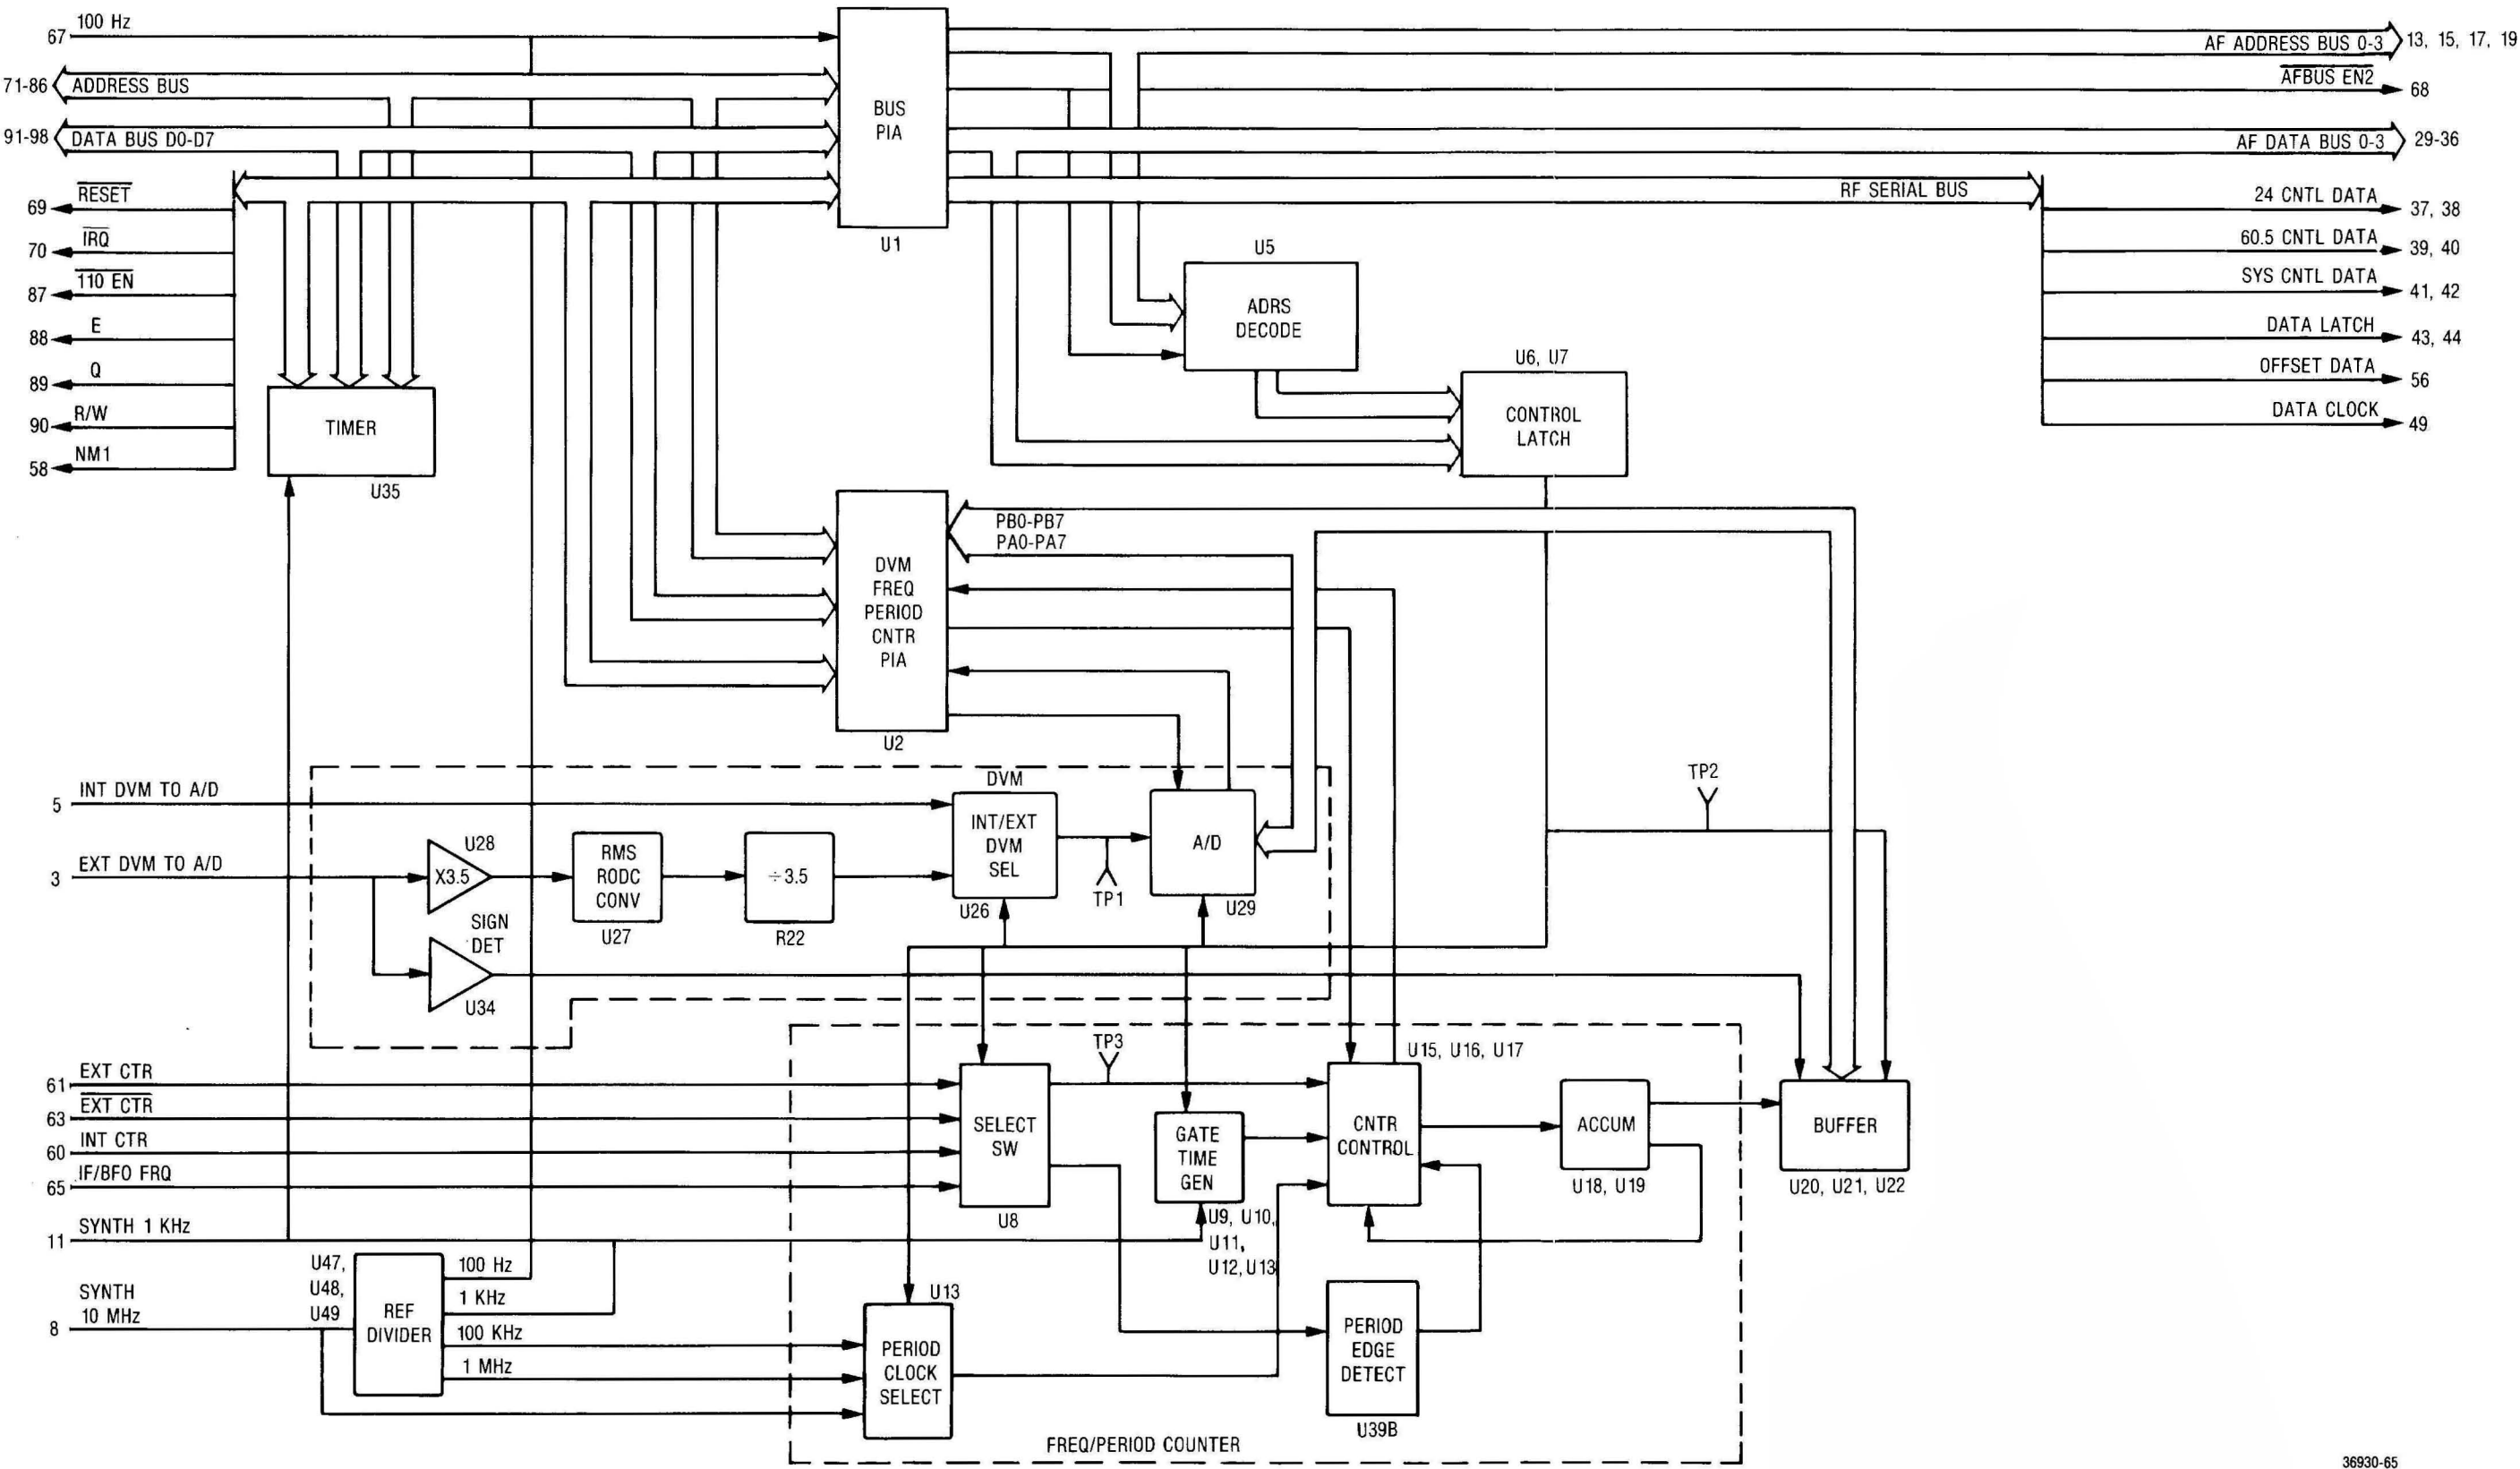 100 Hz
67
71-86
ADDRESS BUS
91-98
DATA BUS D0-D7
RESET
69
IRQ
70
110 EN
87
E
88
Q
89
R/W
90
NM1
58
TIMER
U35
BUS
PIA
U1
AF ADDRESS BUS 0-3
13, 15, 17, 19
AFBUS EN2
68
AF DATA BUS 0-3
29-36
RF SERIAL BUS
24 CNTL DATA
37, 38
60.5 CNTL DATA
39, 40
SYS CNTL DATA
41, 42
DATA LATCH
43, 44
OFFSET DATA
56
DATA CLOCK
49
U5
ADRS
DECODE
U6, U7
CONTROL
LATCH
PB0-PB7
PA0-PA7
DVM
FREQ
PERIOD
CNTR
PIA
U2
5
INT DVM TO A/D
3
EXT DVM TO A/D
U28
X3.5
RMS
RODC
CONV
U27
÷3.5
R22
SIGN
DET
U34
DVM
INT/EXT
DVM
SEL
U26
TP1
A/D
U29
TP2
61
EXT CTR
63
EXT CTR
60
INT CTR
65
IF/BFO FRQ
11
SYNTH 1 KHz
SYNTH
10 MHz
8
U47,
U48,
U49
REF
DIVIDER
100 Hz
1 KHz
100 KHz
1 MHz
U13
PERIOD
CLOCK
SELECT
SELECT
SW
U8
TP3
GATE
TIME
GEN
U9, U10,
U11,
U12, U13
U15, U16, U17
CNTR
CONTROL
PERIOD
EDGE
DETECT
U39B
ACCUM
U18, U19
BUFFER
U20, U21, U22
FREQ/PERIOD COUNTER
36930-65